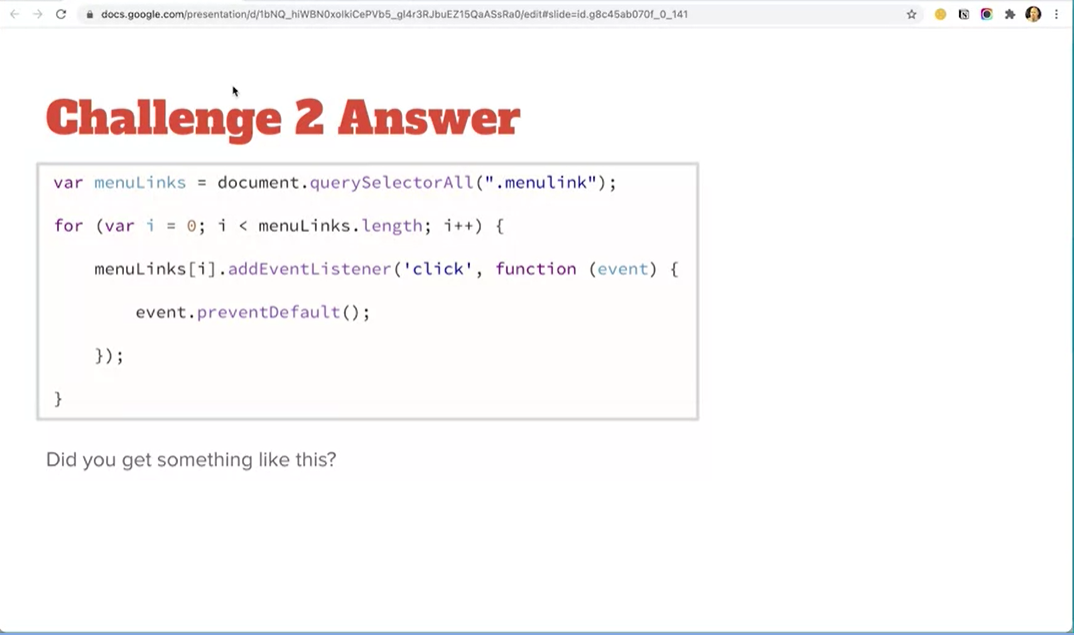 docs.google.com/presentation/d/1bNQ_hiWBN0xolkiCePVb5_gl4r3RJbuEZ15QaASsRa0/edit#slide=id.g8c45ab070f_0_141
Challenge 2 Answer
var menuLinks = document.querySelectorAll(".menulink");
for (var i = 0; i < menuLinks.length; i++) {
menuLinks[i].addEventListener('click', function (event) {
event.preventDefault();
});
}
Did you get something like this?